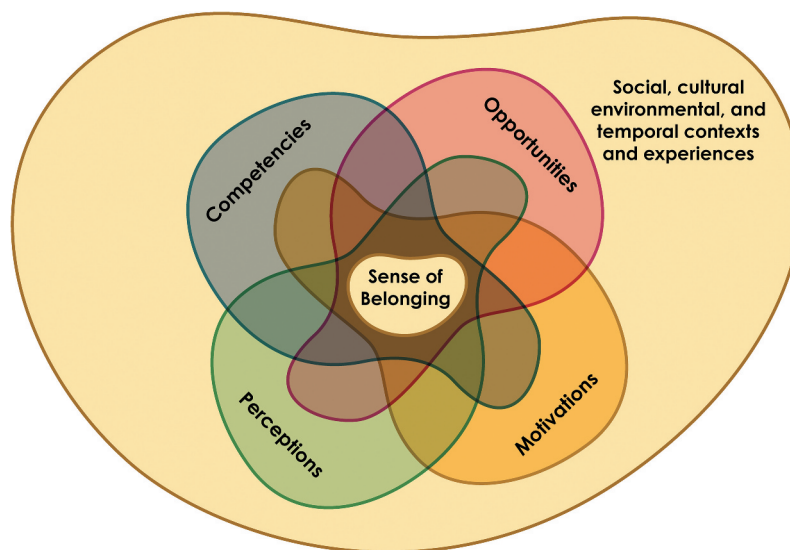 Competencies
Opportunities
Social, cultural
environmental, and
temporal contexts
and experiences
Sense of
Belonging
Perceptions
Motivations